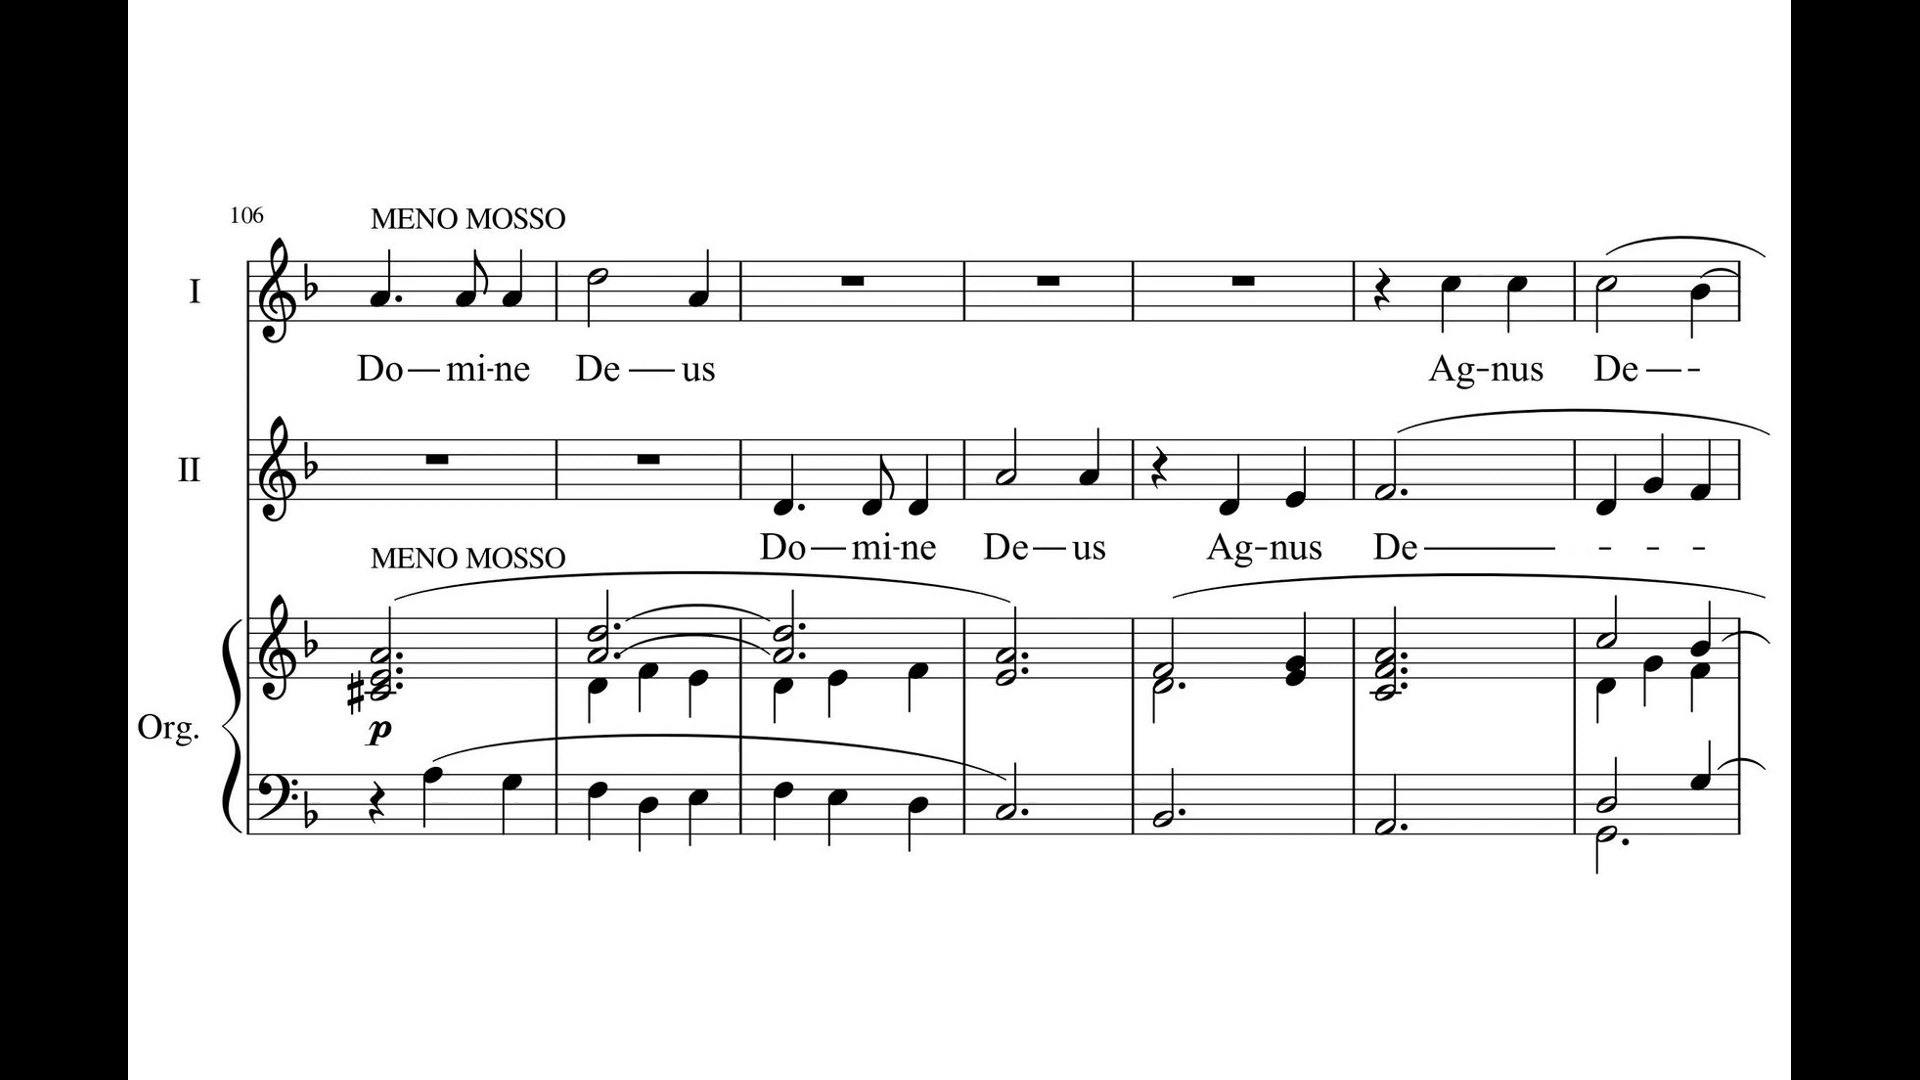 106 MENO MOSSO
I
Do — mi-ne De — us Ag-nus De — -
II
Do — mi-ne De — us Ag-nus De — - - -
MENO MOSSO
Org.
p